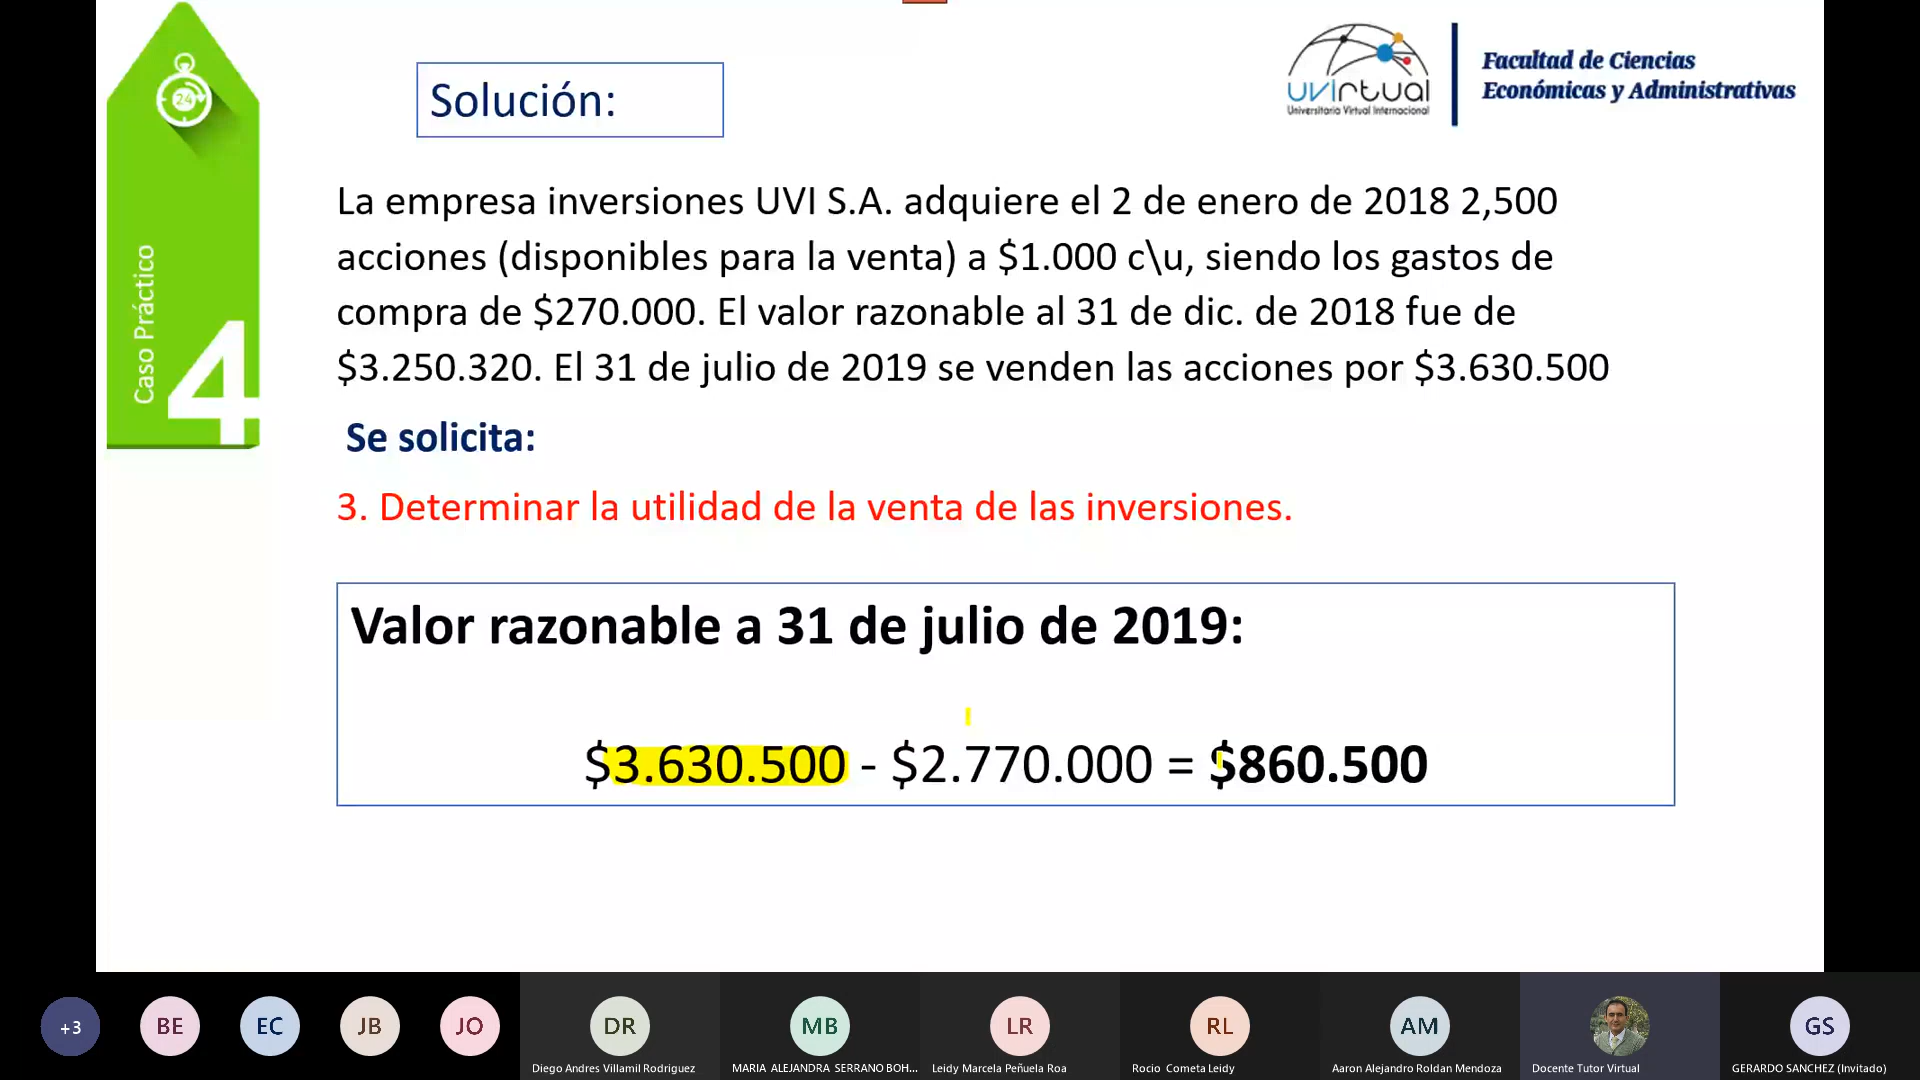 24
Caso Práctico
4
Solución:
uvirtual
Universitaria Virtual Internacional
Facultad de Ciencias
Económicas y Administrativas
La empresa inversiones UVI S.A. adquiere el 2 de enero de 2018 2,500
acciones (disponibles para la venta) a $1.000 c\u, siendo los gastos de
compra de $270.000. El valor razonable al 31 de dic. de 2018 fue de
$3.250.320. El 31 de julio de 2019 se venden las acciones por $3.630.500
Se solicita:
3. Determinar la utilidad de la venta de las inversiones.
Valor razonable a 31 de julio de 2019:
$3.630.500 - $2.770.000 = $860.500
+3
BE
EC
JB
JO
DR
MB
LR
RL
AM
GS
Diego Andres Villamil Rodriguez
MARIA ALEJANDRA SERRANO BOH...
Leidy Marcela Peñuela Roa
Rocio Cometa Leidy
Aaron Alejandro Roldan Mendoza
Docente Tutor Virtual
GERARDO SANCHEZ (Invitado)